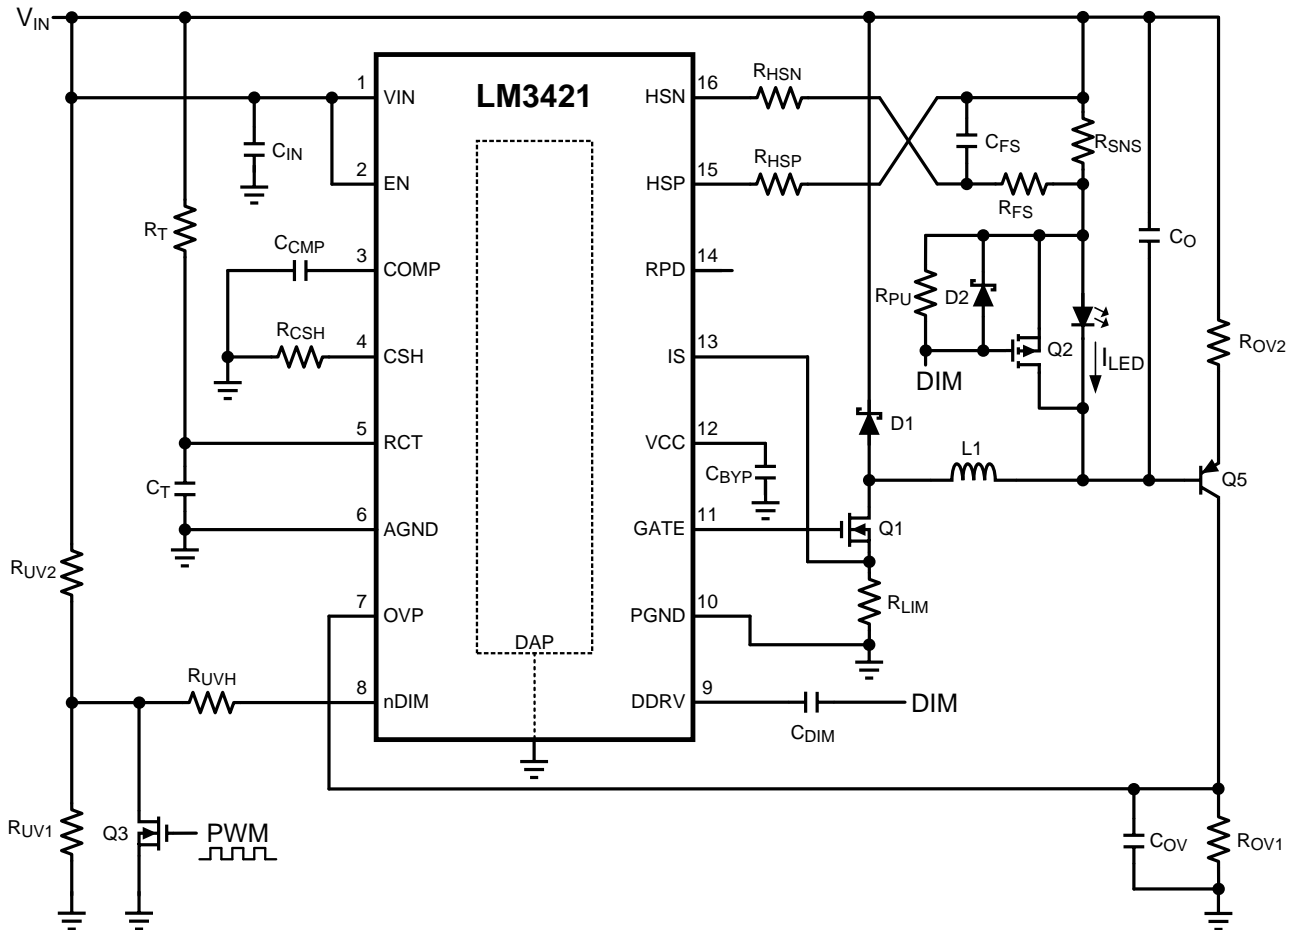 VIN
LM3421
1
VIN
16
HSN
RHSN
CIN
CFS
RSNS
2
EN
15
HSP
RHSP
RFS
RT
CCMP
3
COMP
14
RPD
RPU
D2
CO
RCSH
4
CSH
13
IS
Q2
ILED
ROV2
DIM
D1
5
RCT
12
VCC
CBYP
L1
Q5
CT
6
AGND
11
GATE
Q1
RUV2
RLIM
7
OVP
10
PGND
DAP
RUVH
8
nDIM
9
DDRV
CDIM
DIM
RUV1
Q3
PWM
COV
ROV1